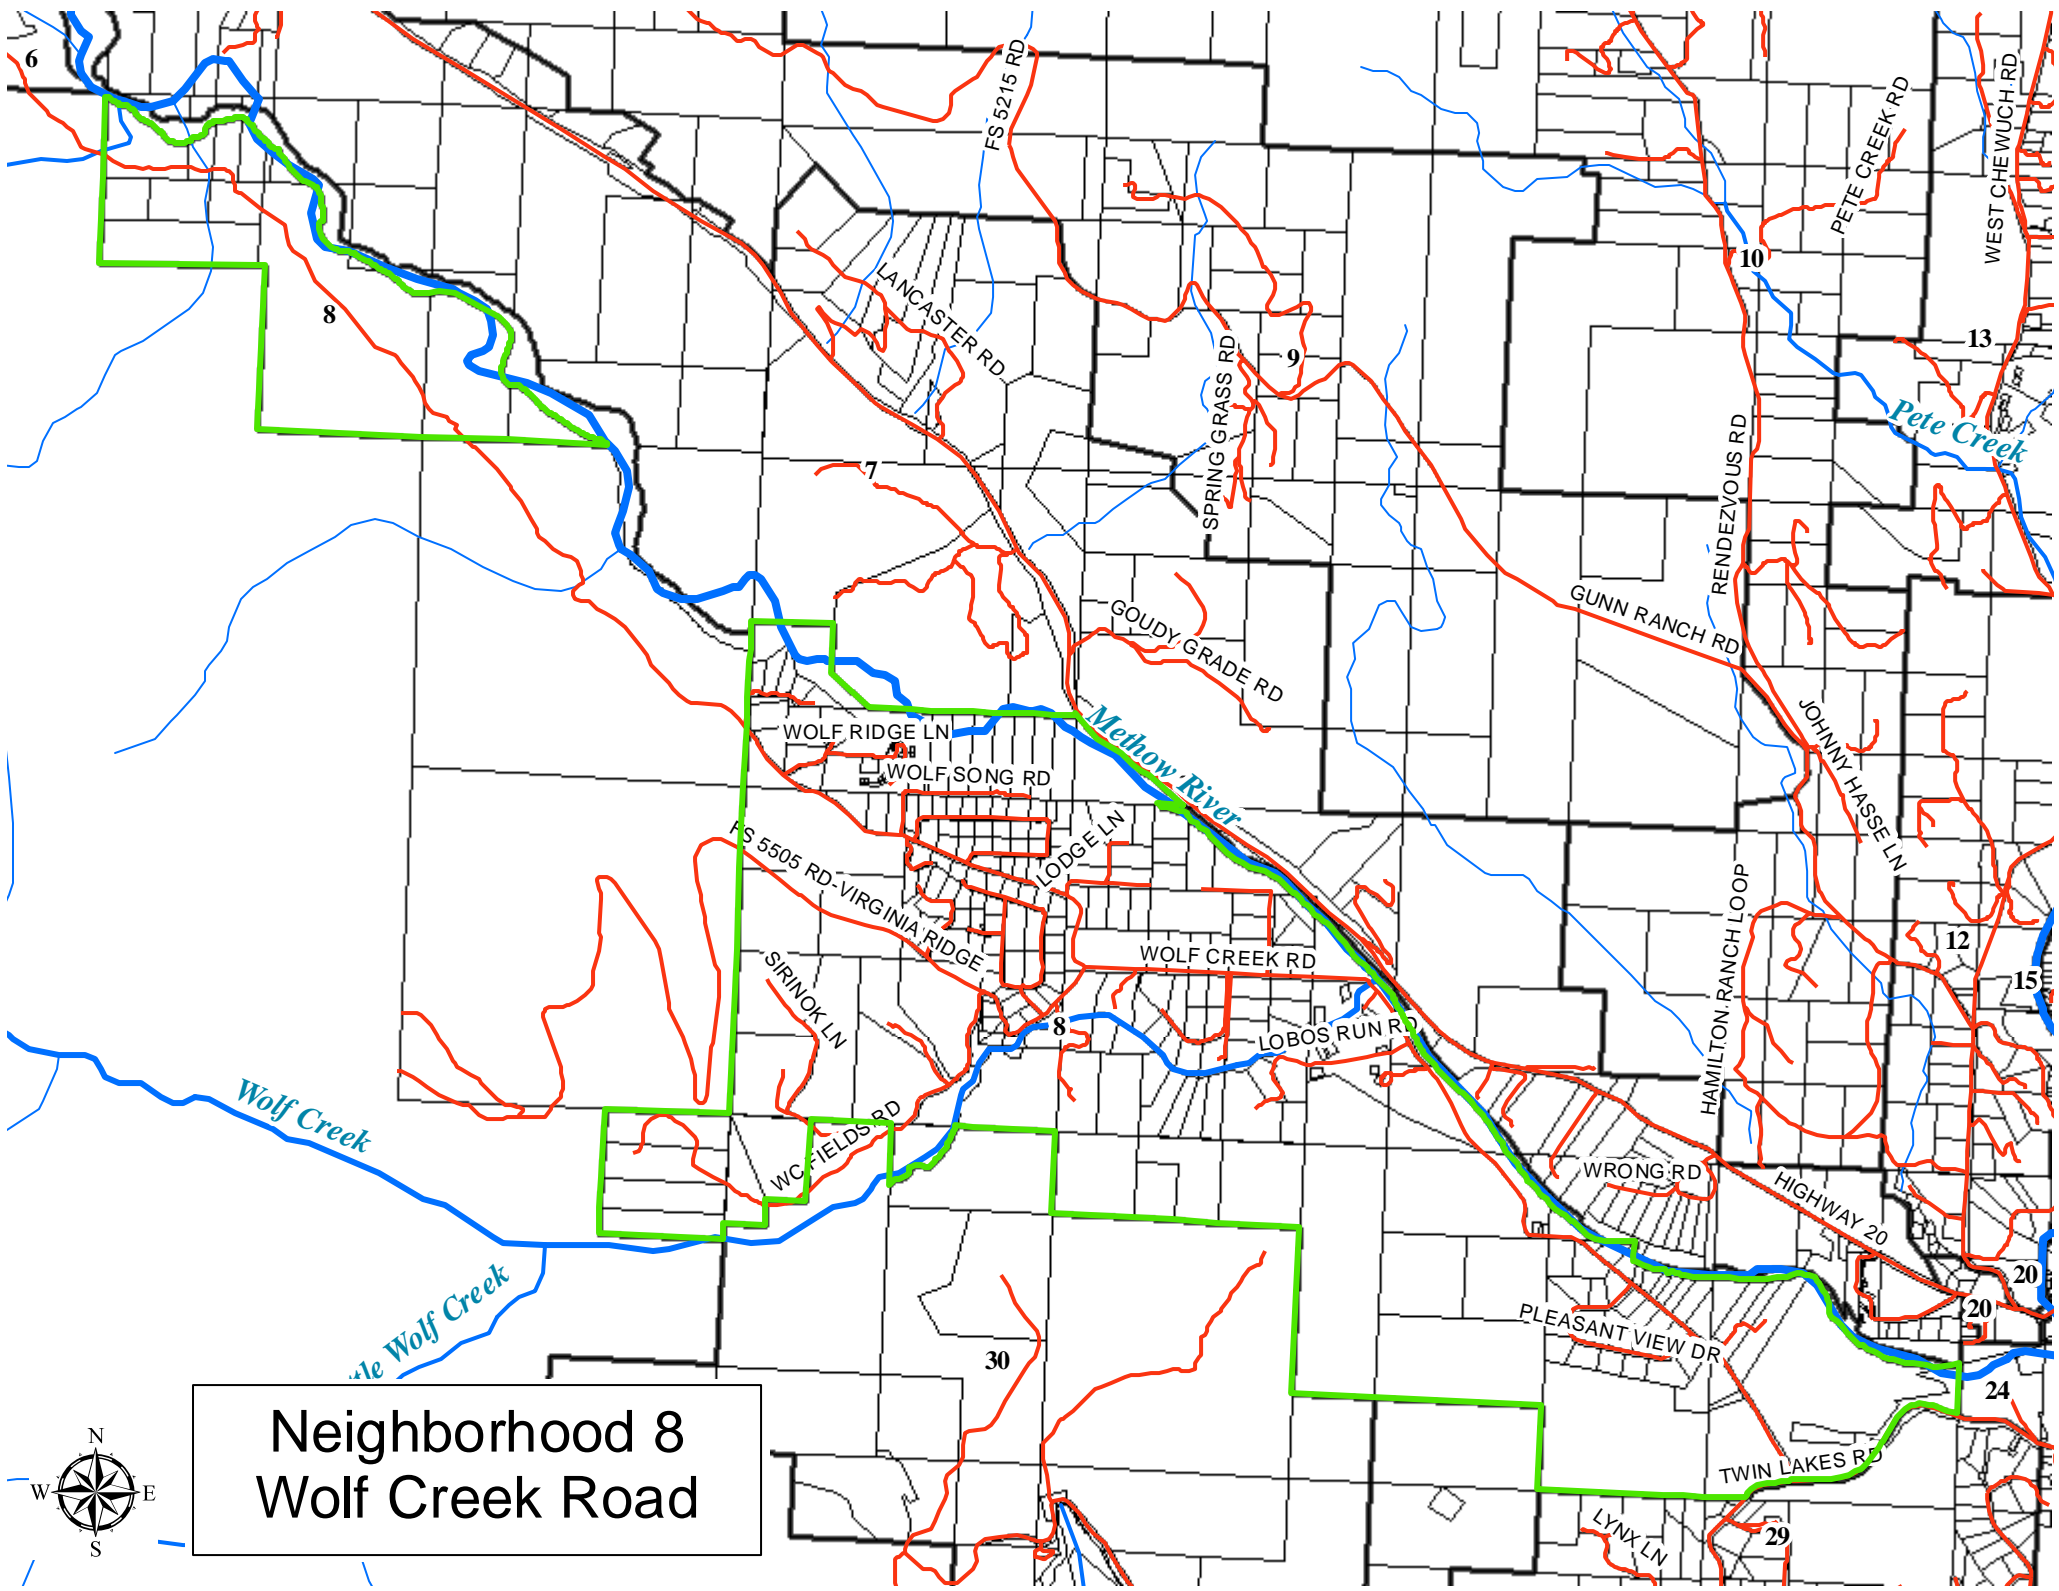 6
FS 5215 RD
PETE CREEK RD
WEST CHEWUCH RD
10
8
LANCASTER RD
SPRING GRASS RD
9
13
Pete Creek
7
RENDEZVOUS RD
GOUDY GRADE RD
GUNN RANCH RD
JOHNNY HASSE LN
Methow River
WOLF RIDGE LN
WOLF SONG RD
LODGE LN
FS 5505 RD-VIRGINIA RIDGE
SIRINOK LN
WOLF CREEK RD
HAMILTON RANCH LOOP
12
15
8
LOBOS RUN RD
Wolf Creek
WC FIELDS RD
WRONG RD
HIGHWAY 20
20
20
ttle Wolf Creek
PLEASANT VIEW DR
30
24
TWIN LAKES RD
LYNX LN
29
Neighborhood 8
Wolf Creek Road
N
W E
S